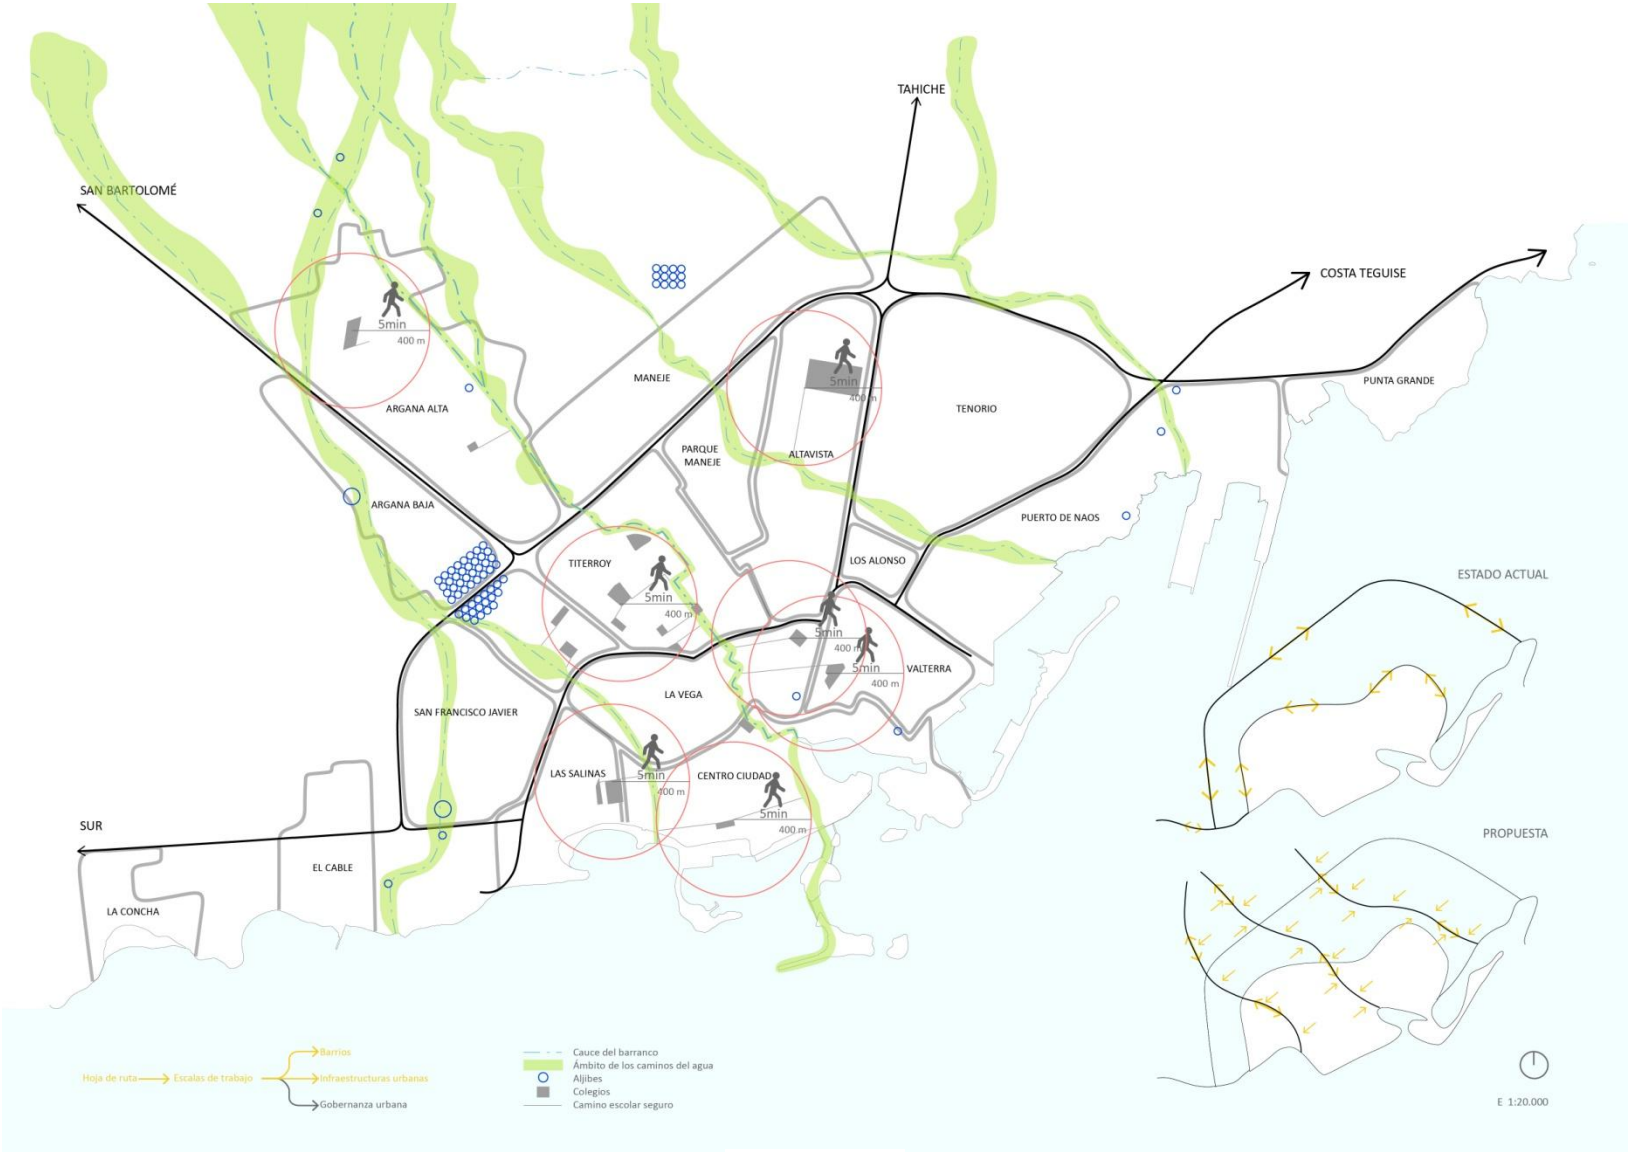 TAHICHE
SAN BARTOLOMÉ
COSTA TEGUISE
5min
400 m
MANEJE
PUNTA GRANDE
5min
400 m
ARGANA ALTA
TENORIO
PARQUE
MANEJE
ALTAVISTA
ARGANA BAJA
PUERTO DE NAOS
TITERROY
LOS ALONSO
5min
400 m
5min
400 m
5min
400 m
VALTERRA
LA VEGA
SAN FRANCISCO JAVIER
LAS SALINAS
5min
400 m
CENTRO CIUDAD
5min
400 m
SUR
EL CABLE
LA CONCHA
ESTADO ACTUAL
PROPUESTA
Hoja de ruta
Escalas de trabajo
Barrios
Infraestructuras urbanas
Gobernanza urbana
Cauce del barranco
Ámbito de los caminos del agua
Aljibes
Colegios
Camino escolar seguro
E 1:20.000